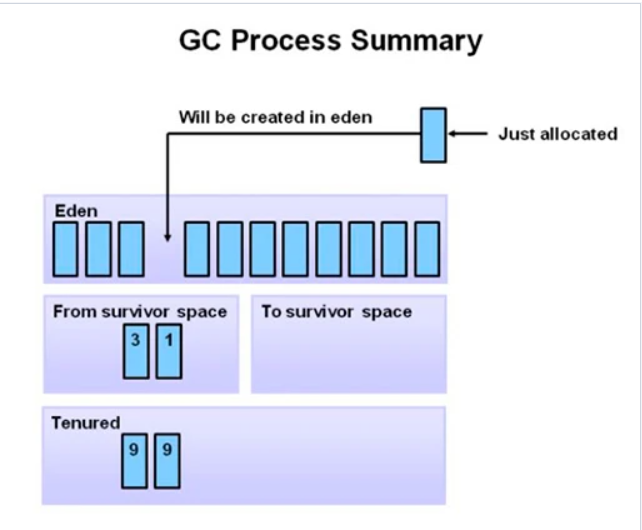 GC Process Summary
Will be created in eden
Just allocated
Eden
From survivor space
To survivor space
3 1
Tenured
9 9